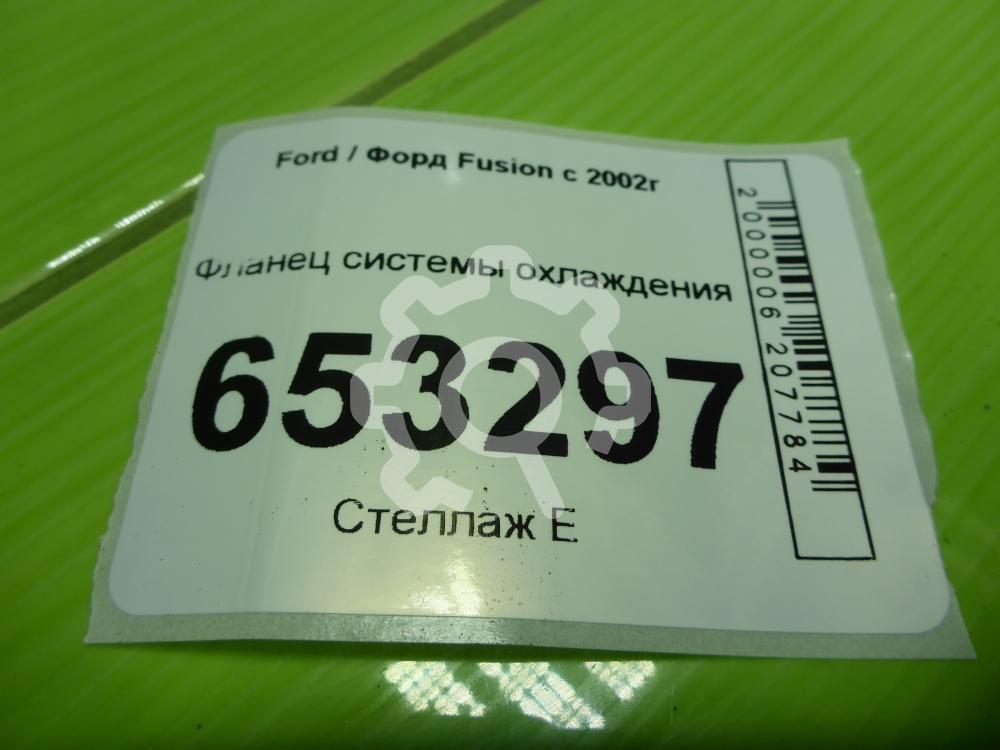 Ford / Форд Fusion с 2002г
Фланец системы охлаждения
653297
Стеллаж E
2000006207784